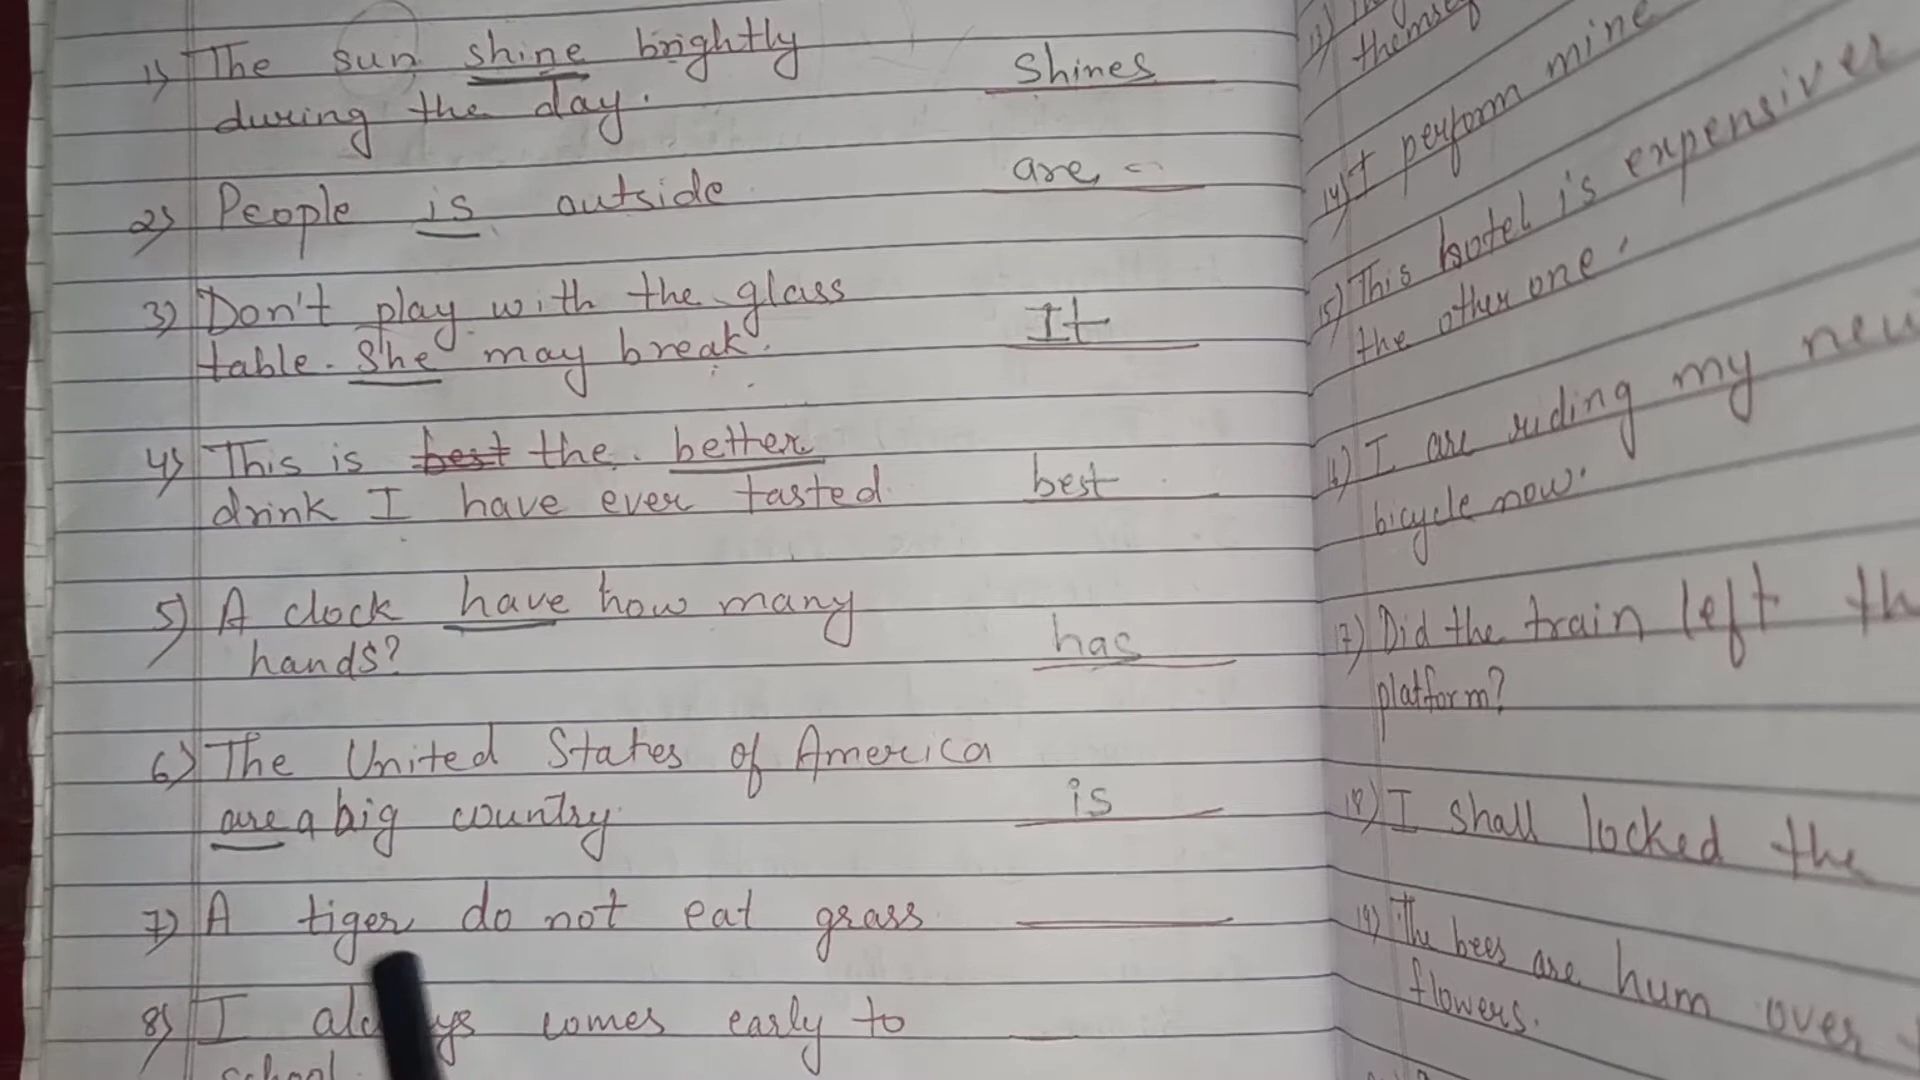 1) The sun shine brightly Shines
during the day.
2) People is outside are
3) Don't play with the glass
table. She may break. It
4) This is best the better
drink I have ever tasted best
5) A clock have how many
hands? has
6) The United States of America
are a big country. is
7) A tiger do not eat grass
8) I always comes early to
school.
13)
14) I perform mine
15) This hotel is expensiver
the other one.
16) I are riding my new
bicycle now.
17) Did the train left th
platform?
18) I shall locked the
19) The bees are hum over
flowers.